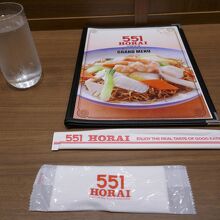 551
HORAI
GRAND MENU
551 HORAI ENJOY THE REAL TASTE OF GOOD EATING
551
HORAI